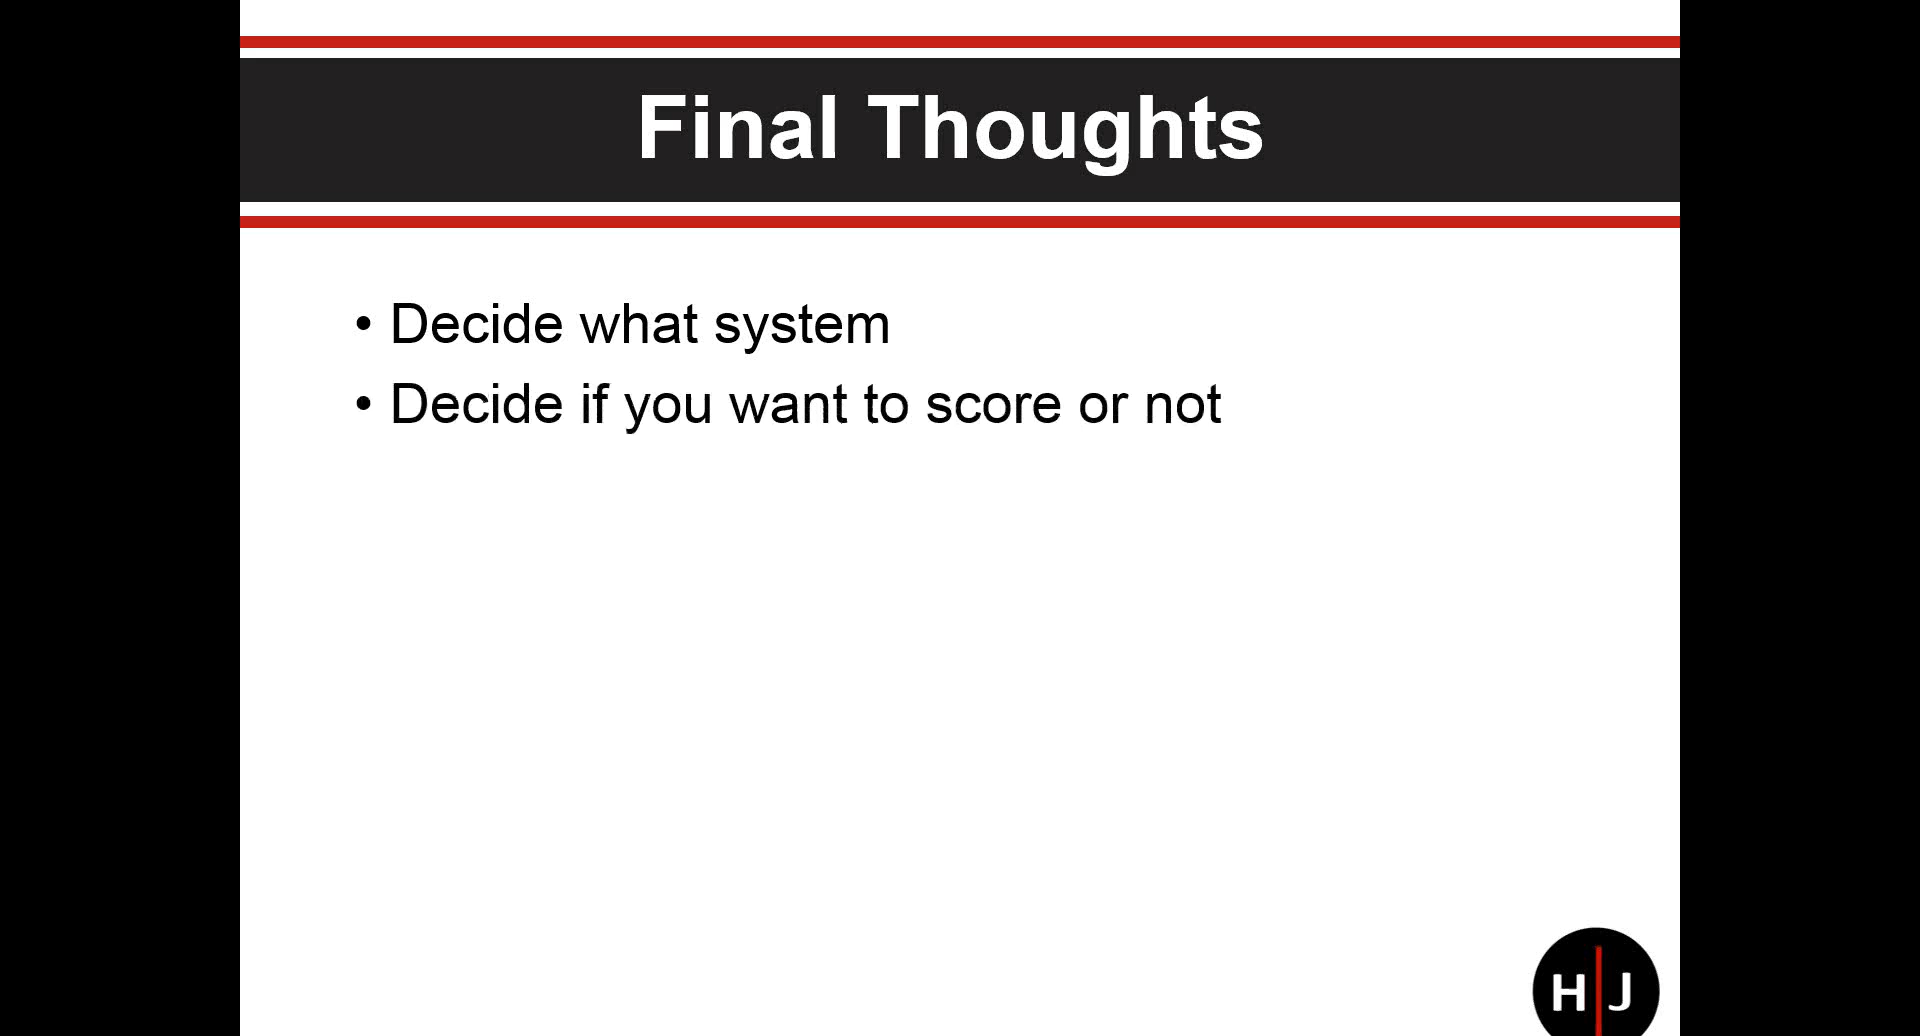 Final Thoughts
• Decide what system
• Decide if you want to score or not
H|J